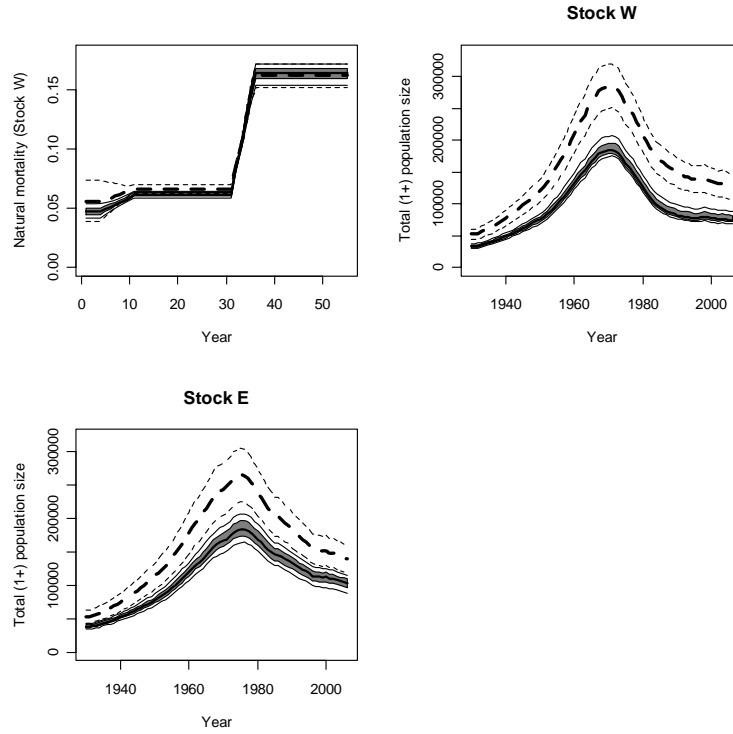 Natural mortality (Stock W)
0.00 0.05 0.10 0.15
0 10 20 30 40 50
Year
Stock W
Total (1+) population size
0 100000 200000 300000
1940 1960 1980 2000
Year
Stock E
Total (1+) population size
0 100000 200000 300000
1940 1960 1980 2000
Year